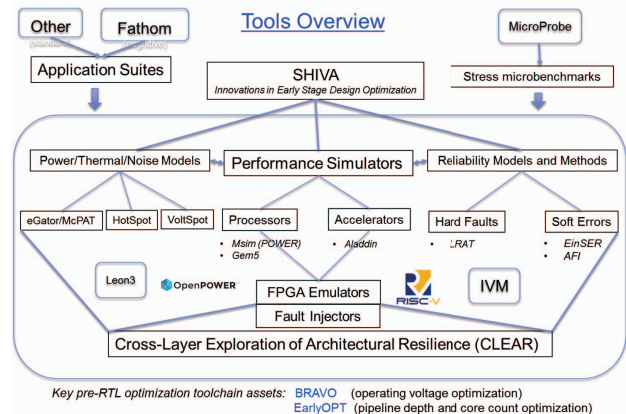 Tools Overview
Other
Fathom
MicroProbe
Application Suites
SHIVA
Innovations in Early Stage Design Optimization
Stress microbenchmarks
Power/Thermal/Noise Models
Performance Simulators
Reliability Models and Methods
eGator/McPAT
HotSpot
VoltSpot
Processors
Accelerators
Hard Faults
Soft Errors
• Msim (POWER)
• Gem5
• Aladdin
• LRAT
• EinSER
• AFI
Leon3
OpenPOWER™
FPGA Emulators
RISC-V
IVM
Fault Injectors
Cross-Layer Exploration of Architectural Resilience (CLEAR)
Key pre-RTL optimization toolchain assets: BRAVO (operating voltage optimization)
EarlyOPT (pipeline depth and core count optimization)